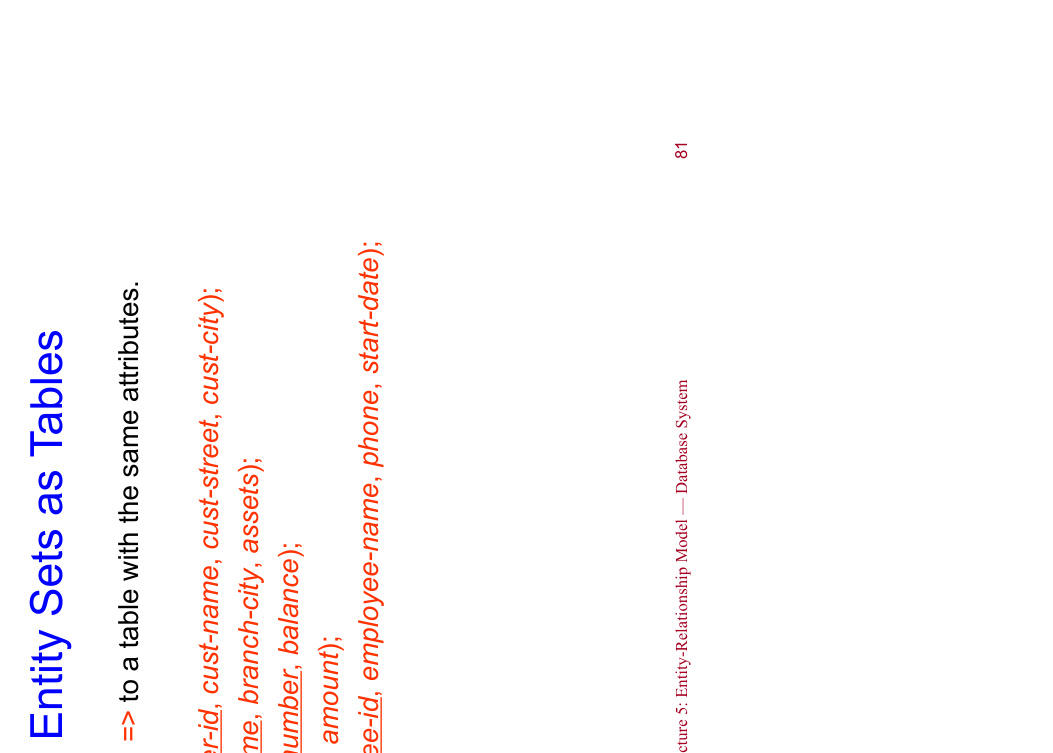 Entity Sets as Tables
=> to a table with the same attributes.
er-id, cust-name, cust-street, cust-city);
me, branch-city, assets);
number, balance);
amount);
ee-id, employee-name, phone, start-date);
cture 5: Entity-Relationship Model — Database System 81